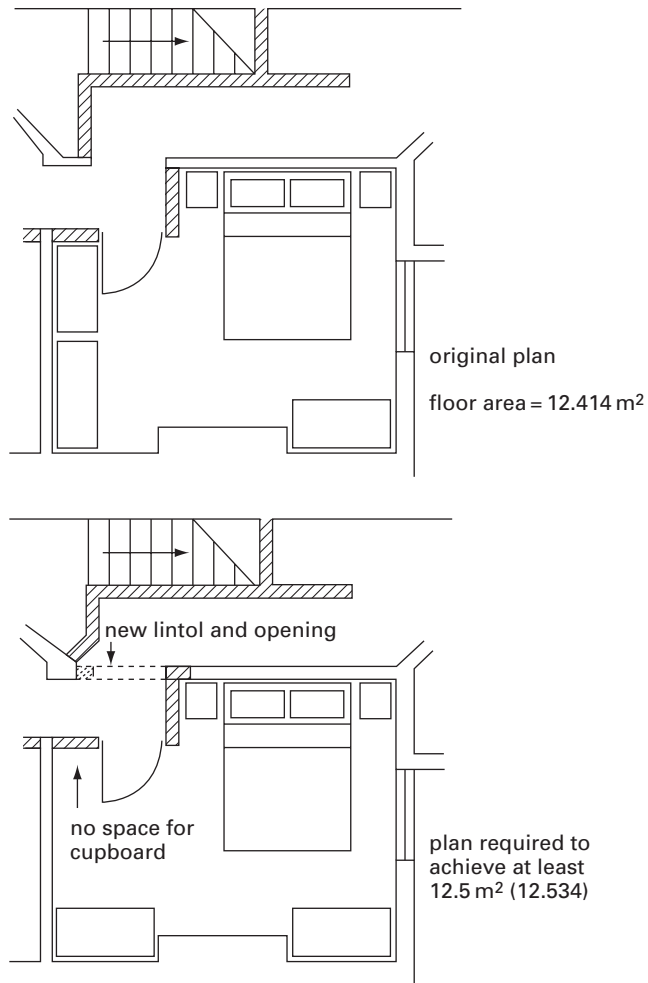 original plan
floor area = 12.414 m²
new lintol and opening
no space for
cupboard
plan required to
achieve at least
12.5 m² (12.534)